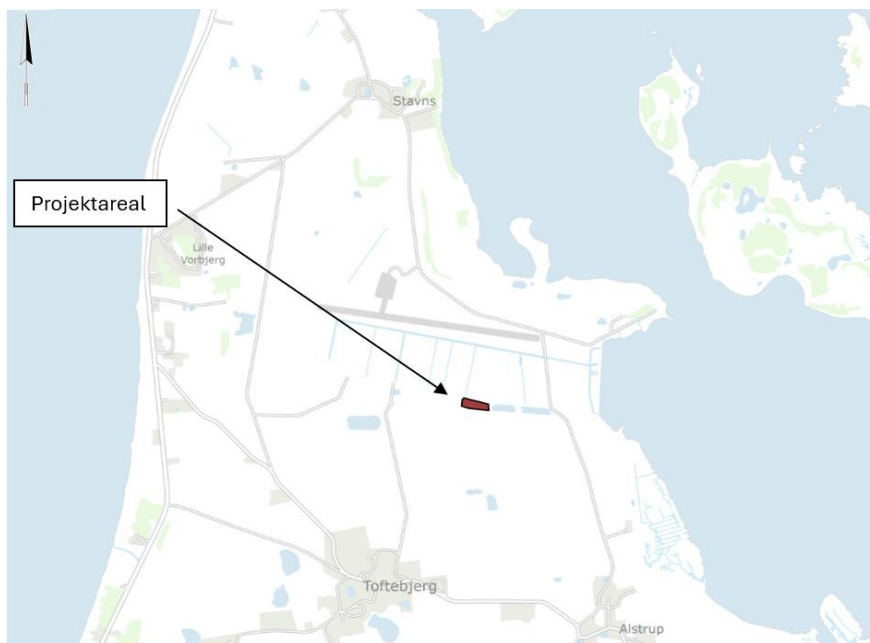 Stavns
Projektareal
Lille
Vorbjerg
Toftebjerg
Alstrup